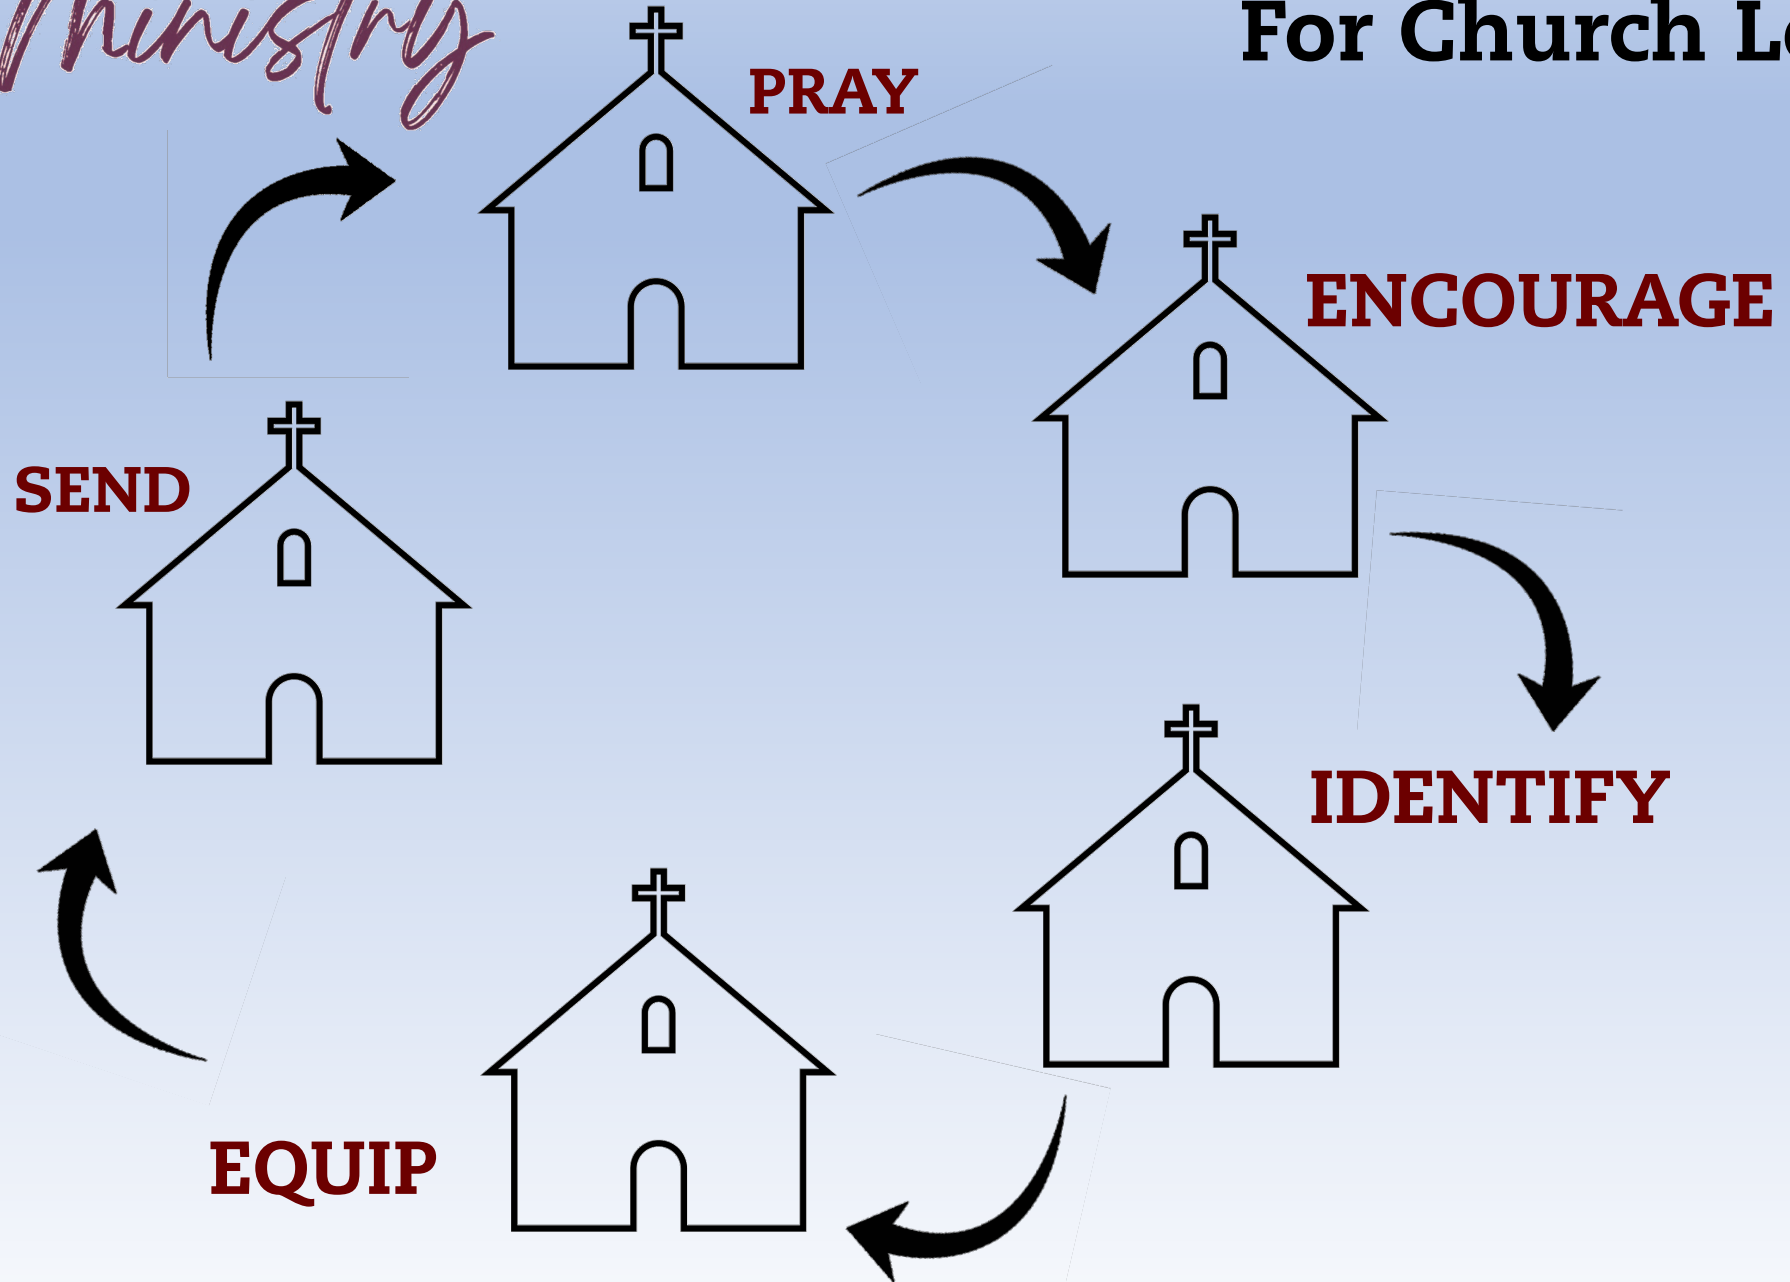 Ministry
For Church
PRAY
ENCOURAGE
SEND
IDENTIFY
EQUIP